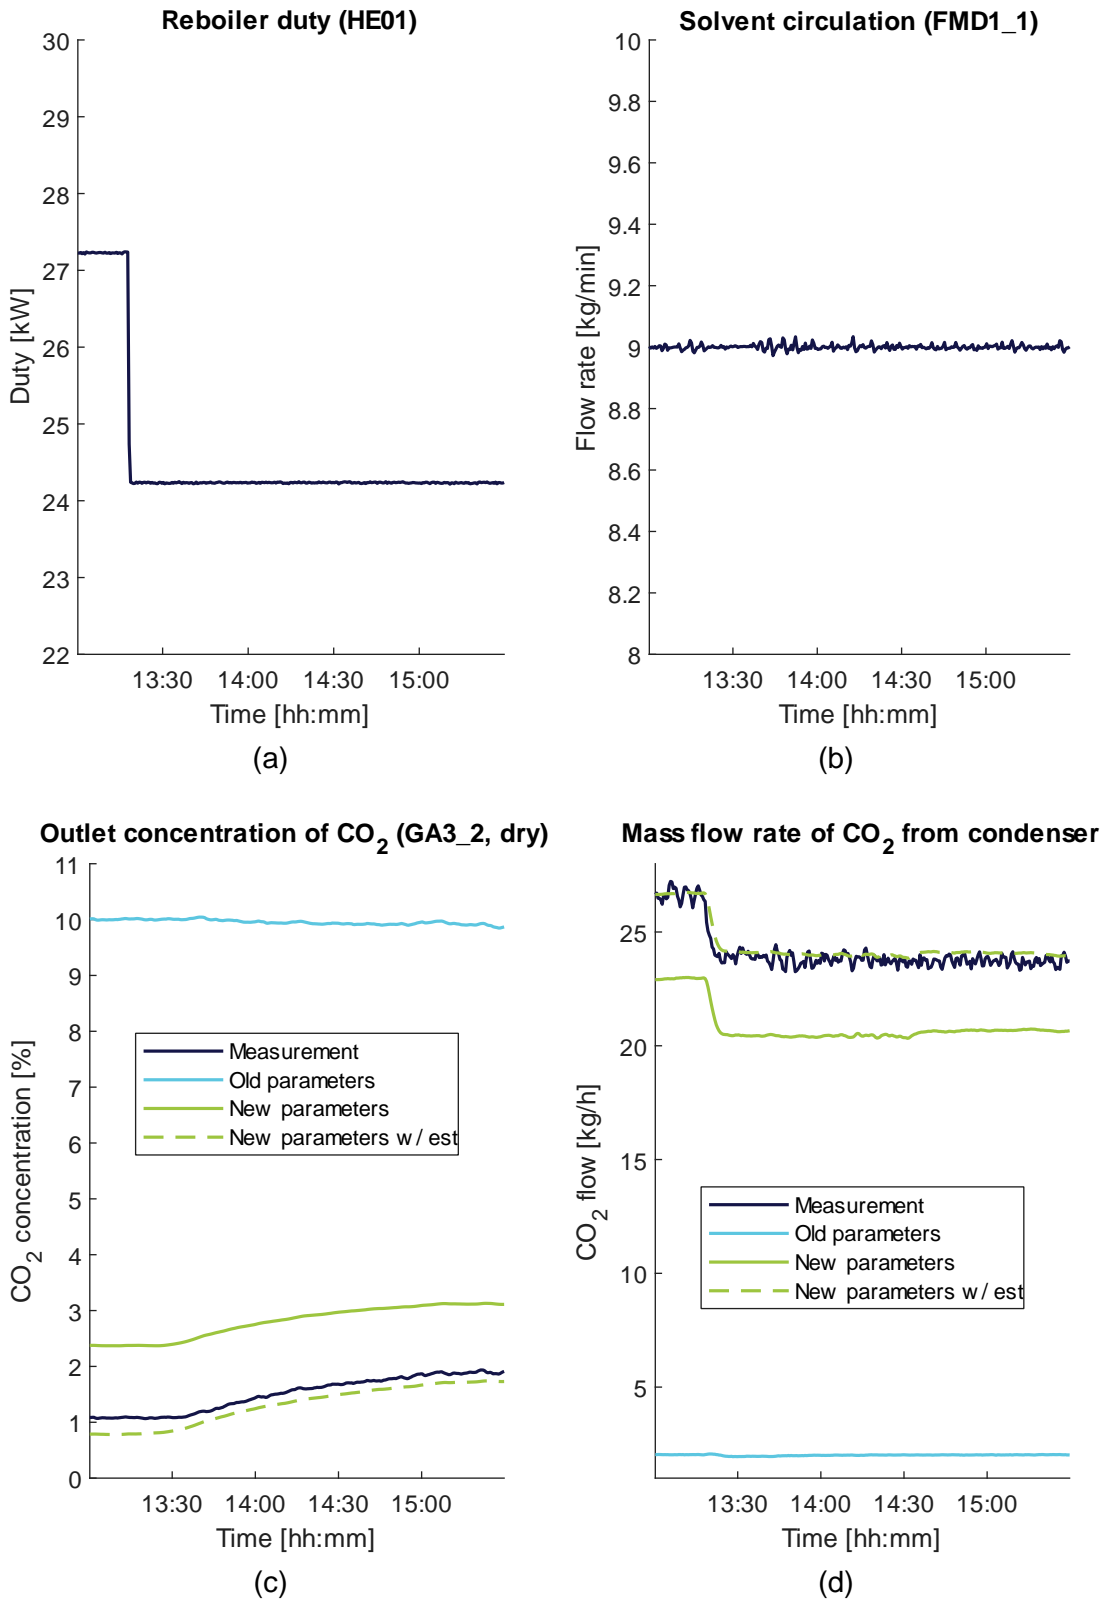 Reboiler duty (HE01)
30
29
28
27
26
25
24
23
22
Duty [kW]
13:30 14:00 14:30 15:00
Time [hh:mm]
(a)
Solvent circulation (FMD1_1)
10
9.8
9.6
9.4
9.2
9
8.8
8.6
8.4
8.2
8
Flow rate [kg/min]
13:30 14:00 14:30 15:00
Time [hh:mm]
(b)
Outlet concentration of CO2 (GA3_2, dry)
11
10
9
8
7
6
5
4
3
2
1
0
CO2 concentration [%]
Measurement
Old parameters
New parameters
New parameters w/ est
13:30 14:00 14:30 15:00
Time [hh:mm]
(c)
Mass flow rate of CO2 from condenser
25
20
15
10
5
CO2 flow [kg/h]
Measurement
Old parameters
New parameters
New parameters w/ est
13:30 14:00 14:30 15:00
Time [hh:mm]
(d)